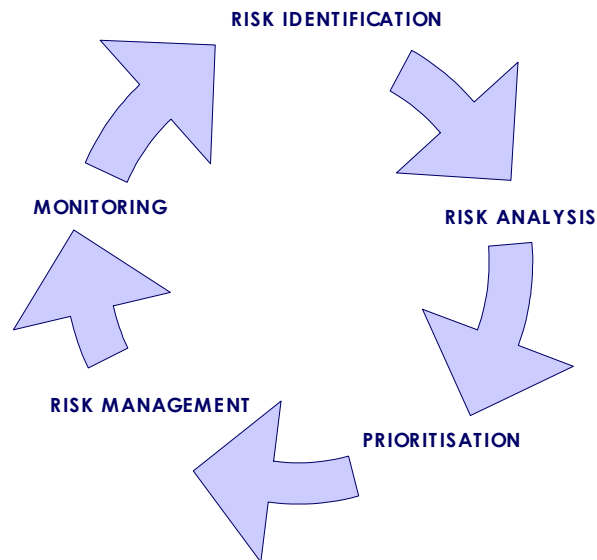 RISK IDENTIFICATION
RISK ANALYSIS
PRIORITISATION
RISK MANAGEMENT
MONITORING